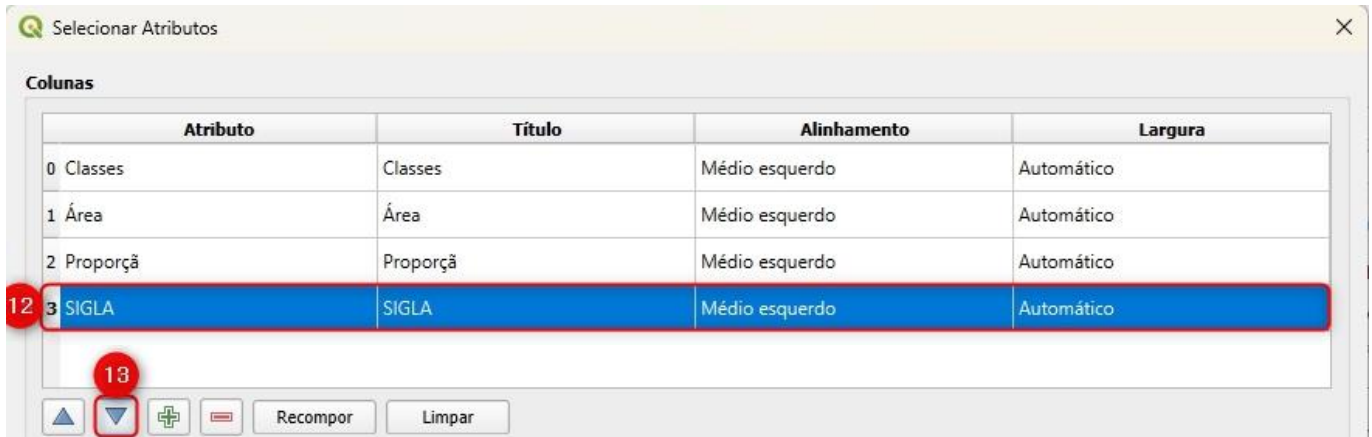 Selecionar Atributos
Colunas
Atributo Título Alinhamento Largura
0 Classes Classes Médio esquerdo Automático
1 Área Área Médio esquerdo Automático
2 Proporçã Proporçã Médio esquerdo Automático
12 3 SIGLA SIGLA Médio esquerdo Automático
13
Recompor Limpar